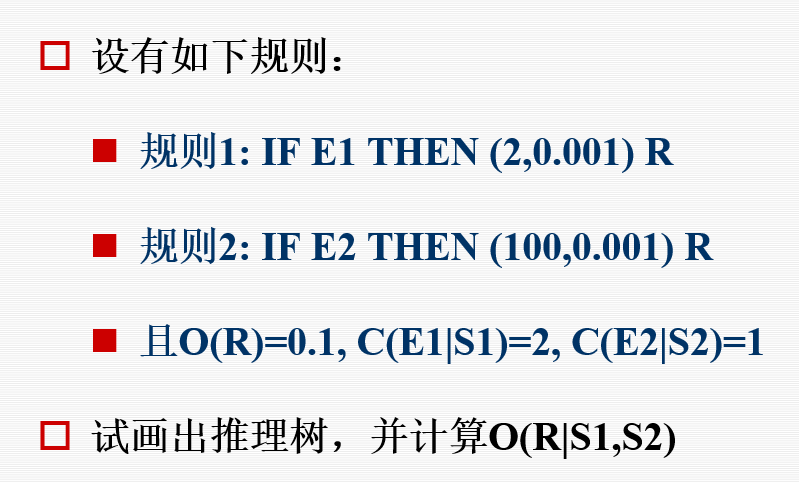 设有如下规则：
规则1: IF E1 THEN (2,0.001) R
规则2: IF E2 THEN (100,0.001) R
且O(R)=0.1, C(E1|S1)=2, C(E2|S2)=1
试画出推理树，并计算O(R|S1,S2)